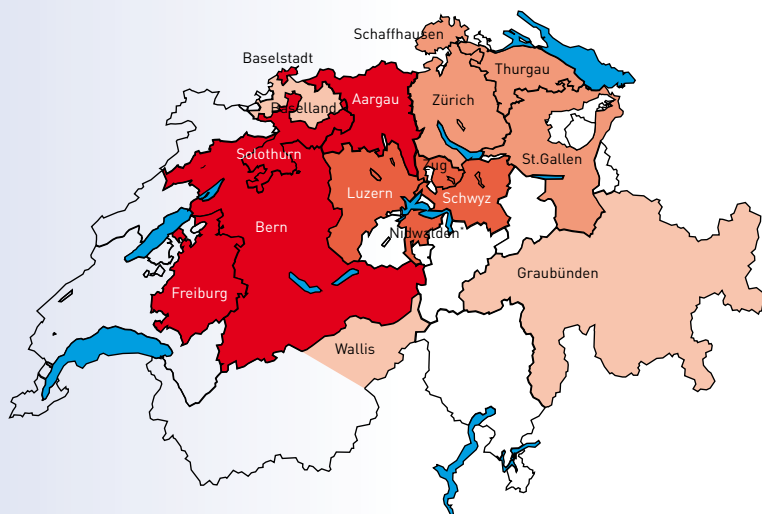 Schaffhausen
Baselstadt
Thurgau
Aargau
Zürich
Baselland
Solothurn
St.Gallen
Zug
Luzern
Schwyz
Bern
Nidwalden
Graubünden
Freiburg
Wallis